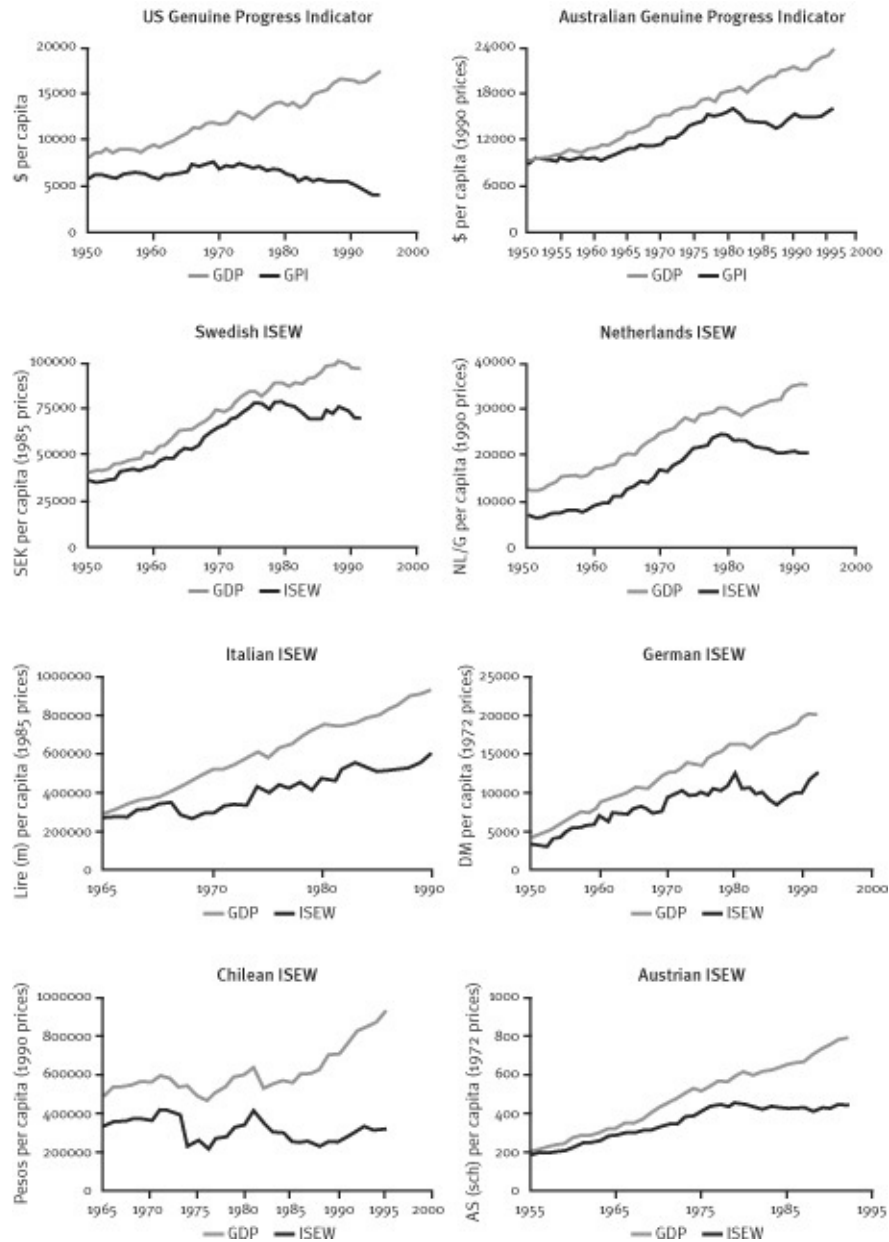 US Genuine Progress Indicator
$ per capita
20000
15000
10000
5000
0
1950 1960 1970 1980 1990 2000
GDP GPI
Australian Genuine Progress Indicator
$ per capita (1990 prices)
24000
18000
12000
6000
0
1950 1955 1960 1965 1970 1975 1980 1985 1990 1995 2000
GDP GPI
Swedish ISEW
SEK per capita (1985 prices)
100000
75000
50000
25000
0
1950 1960 1970 1980 1990 2000
GDP ISEW
Netherlands ISEW
NL/G per capita (1990 prices)
40000
30000
20000
10000
0
1950 1960 1970 1980 1990 2000
GDP ISEW
Italian ISEW
Lire (m) per capita (1985 prices)
1000000
800000
600000
400000
200000
0
1965 1970 1980 1990
GDP ISEW
German ISEW
DM per capita (1972 prices)
25000
20000
15000
10000
5000
0
1950 1960 1970 1980 1990 2000
GDP ISEW
Chilean ISEW
Pesos per capita (1990 prices)
1000000
800000
600000
400000
200000
0
1965 1970 1975 1980 1985 1990 1995 2000
GDP ISEW
Austrian ISEW
AS (sch) per capita (1972 prices)
1000
800
600
400
200
0
1955 1965 1975 1985 1995
GDP ISEW